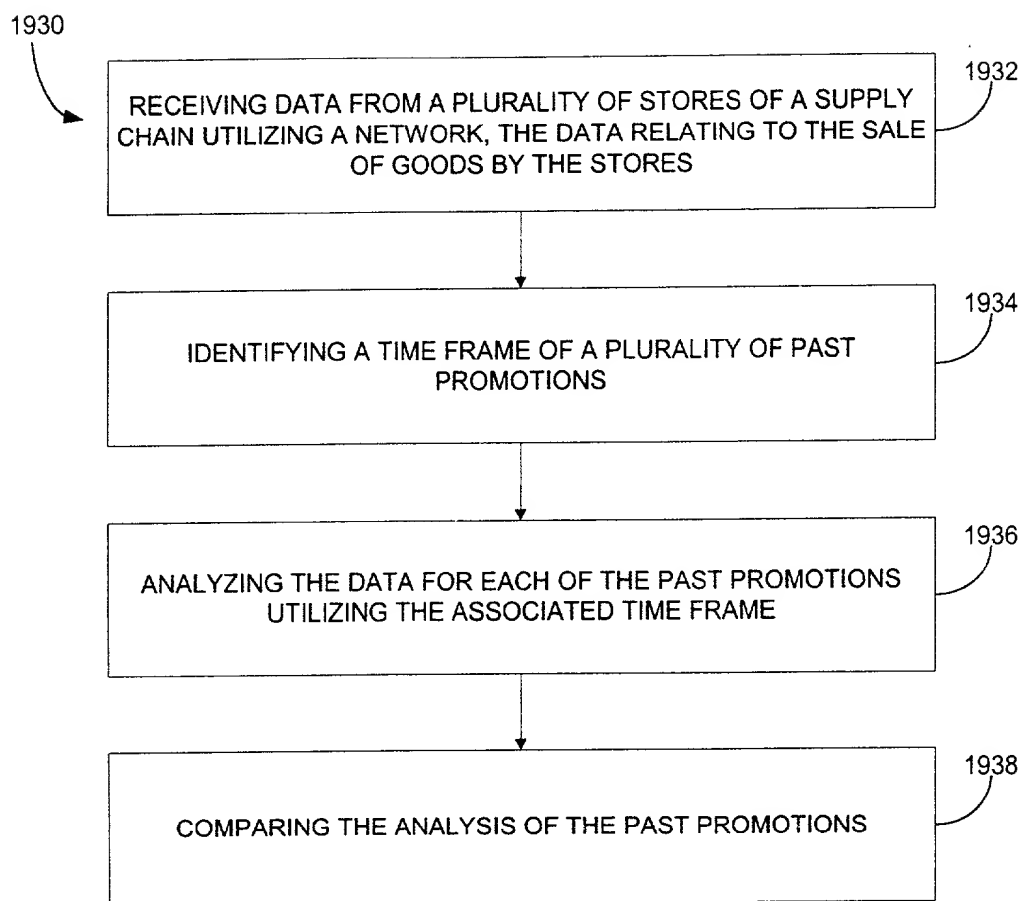 1930
1932
RECEIVING DATA FROM A PLURALITY OF STORES OF A SUPPLY
CHAIN UTILIZING A NETWORK, THE DATA RELATING TO THE SALE
OF GOODS BY THE STORES
1934
IDENTIFYING A TIME FRAME OF A PLURALITY OF PAST
PROMOTIONS
1936
ANALYZING THE DATA FOR EACH OF THE PAST PROMOTIONS
UTILIZING THE ASSOCIATED TIME FRAME
1938
COMPARING THE ANALYSIS OF THE PAST PROMOTIONS